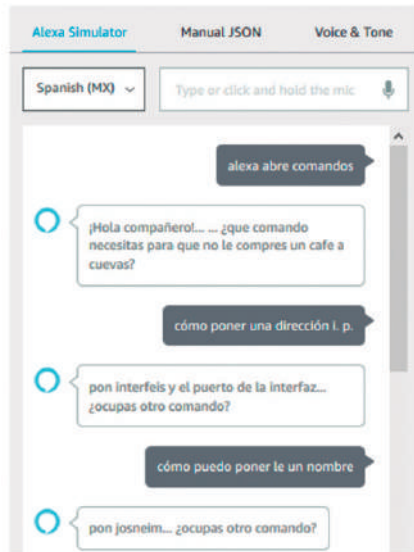 Alexa Simulator Manual JSON Voice & Tone
Spanish (MX) Type or click and hold the mic
alexa abre comandos
¡Hola compañero!... ... ¿que comando
necesitas para que no le compres un cafe a
cuevas?
cómo poner una dirección i. p.
pon interfeis y el puerto de la interfaz...
¿ocupas otro comando?
cómo puedo poner le un nombre
pon josneim... ¿ocupas otro comando?